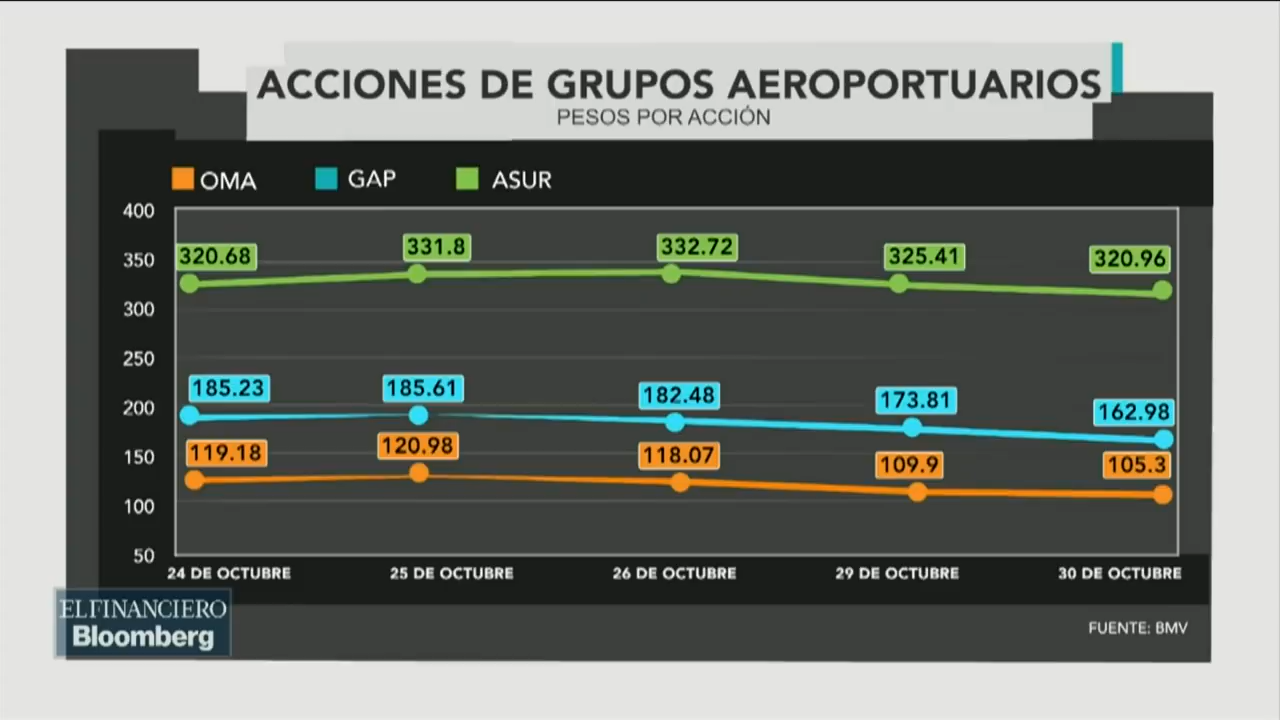 ACCIONES DE GRUPOS AEROPORTUARIOS
PESOS POR ACCIÓN
OMA GAP ASUR
400
350
300
250
200
150
100
50
320.68 331.8 332.72 325.41 320.96
185.23 185.61 182.48 173.81 162.98
119.18 120.98 118.07 109.9 105.3
24 DE OCTUBRE 25 DE OCTUBRE 26 DE OCTUBRE 29 DE OCTUBRE 30 DE OCTUBRE
EL FINANCIERO
Bloomberg
FUENTE: BMV